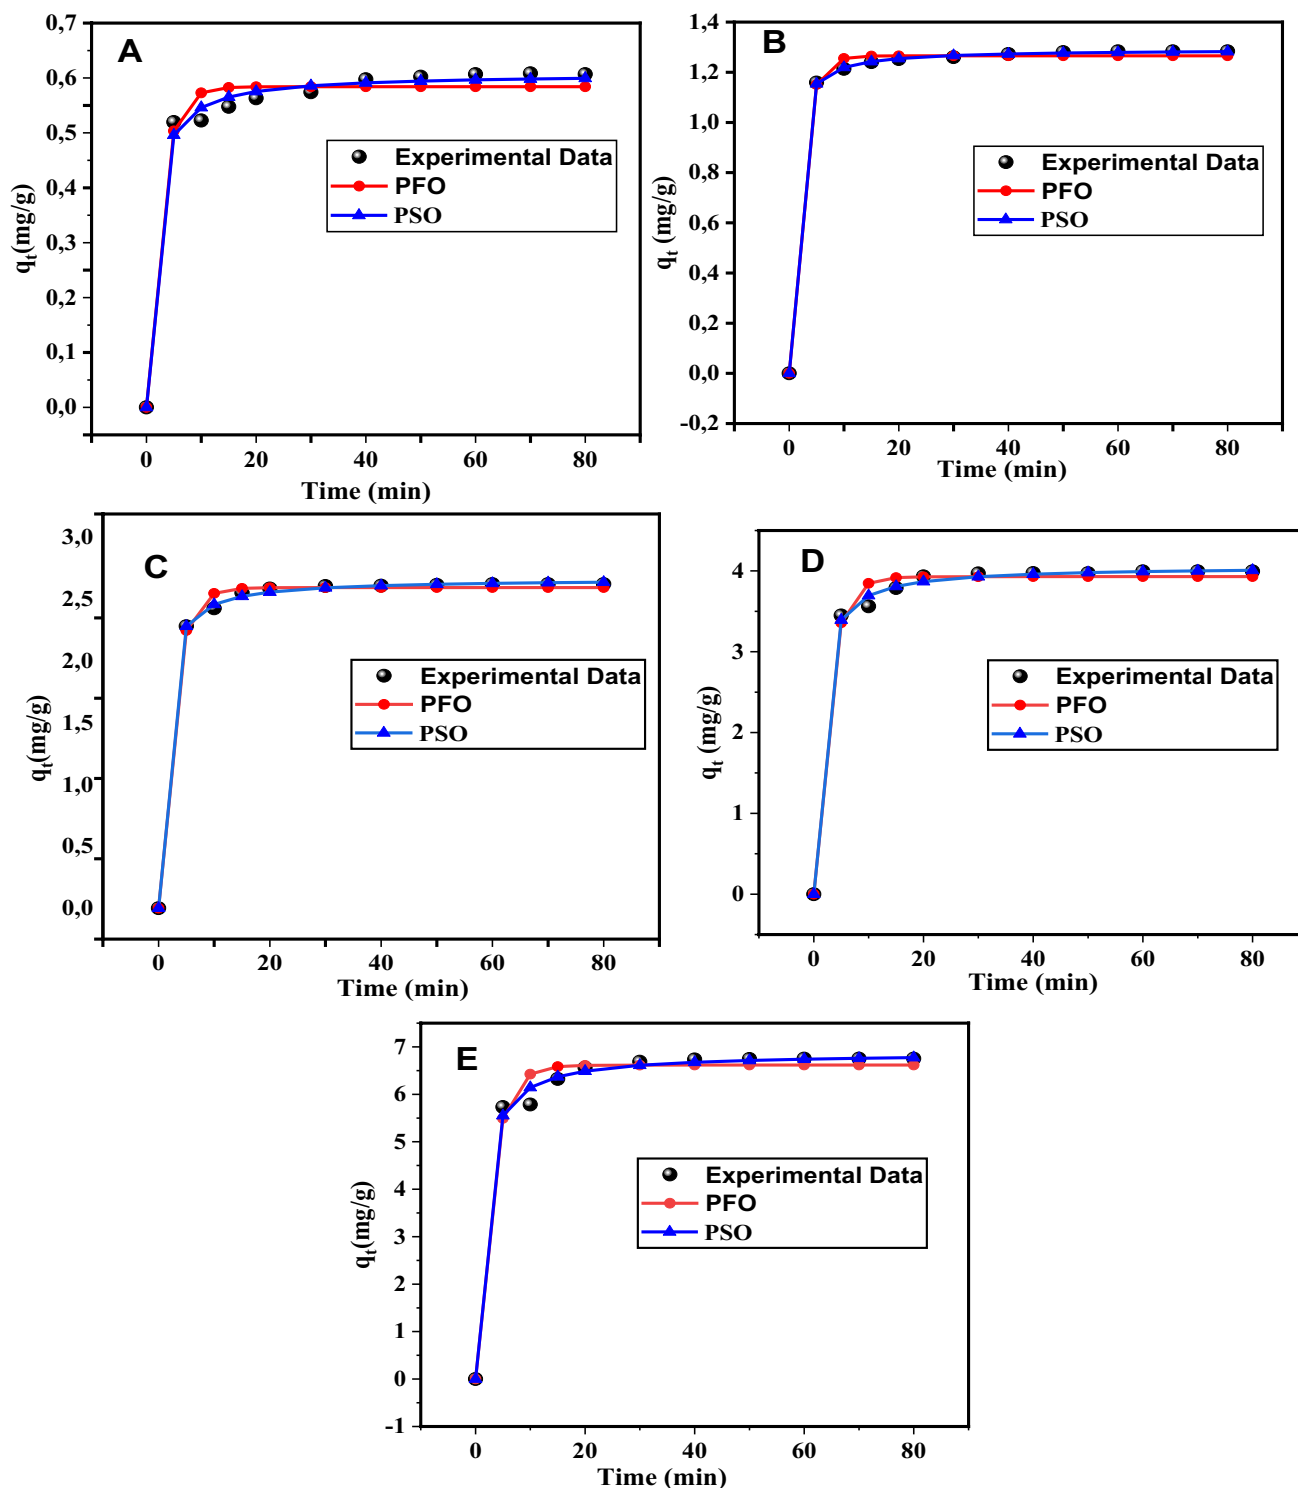 A
0,7
0,6
0,5
0,4
0,3
0,2
0,1
0,0
qt(mg/g)
Experimental Data
PFO
PSO
0 20 40 60 80
Time (min)
B
1,4
1,2
1,0
0,8
0,6
0,4
0,2
0,0
-0,2
qt (mg/g)
Experimental Data
PFO
PSO
0 20 40 60 80
Time (min)
C
3,0
2,5
2,0
1,5
1,0
0,5
0,0
qt(mg/g)
Experimental Data
PFO
PSO
0 20 40 60 80
Time (min)
D
4
3
2
1
0
qt (mg/g)
Experimental Data
PFO
PSO
0 20 40 60 80
Time (min)
E
7
6
5
4
3
2
1
0
-1
qt(mg/g)
Experimental Data
PFO
PSO
0 20 40 60 80
Time (min)